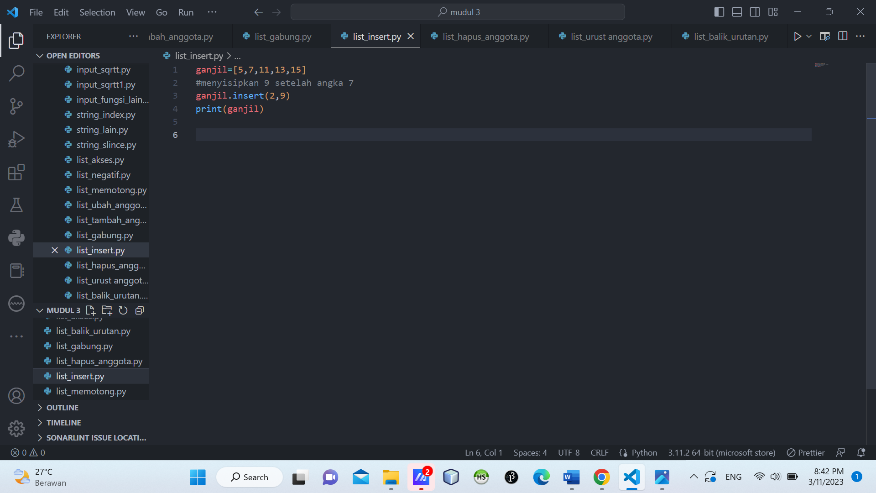 File Edit Selection View Go Run ··· mudul 3
EXPLORER ··· ubah_anggota.py list_gabung.py list_insert.py list_hapus_anggota.py list_urust anggota.py list_balik_urutan.py
OPEN EDITORS
input_sqrtt.py
input_sqrtt1.py
input_fungsi_lain...
string_index.py
string_lain.py
string_slince.py
list_akses.py
list_negatif.py
list_memotong.py
list_ubah_anggo...
list_tambah_ang...
list_gabung.py
list_insert.py
list_hapus_angg...
list_urust anggot...
list_balik_urutan....
MUDUL 3
list_balik_urutan.py
list_gabung.py
list_hapus_anggota.py
list_insert.py
list_memotong.py
OUTLINE
TIMELINE
SONARLINT ISSUE LOCATI...
list_insert.py > ...
1 ganjil=[5,7,11,13,15]
2 #menyisipkan 9 setelah angka 7
3 ganjil.insert(2,9)
4 print(ganjil)
5
6
0 0 Ln 6, Col 1 Spaces: 4 UTF-8 CRLF Python 3.11.2 64-bit (microsoft store) Prettier
27°C
Berawan
Search
2
HS
ENG
8:42 PM
3/11/2023
1